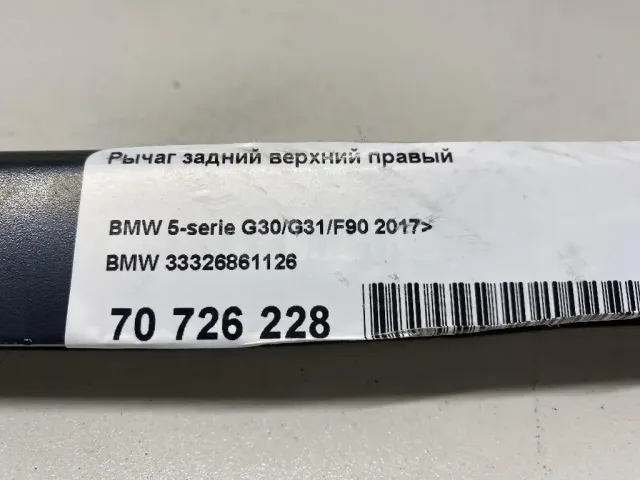 Рычаг задний верхний правый
BMW 5-serie G30/G31/F90 2017>
BMW 33326861126
70 726 228